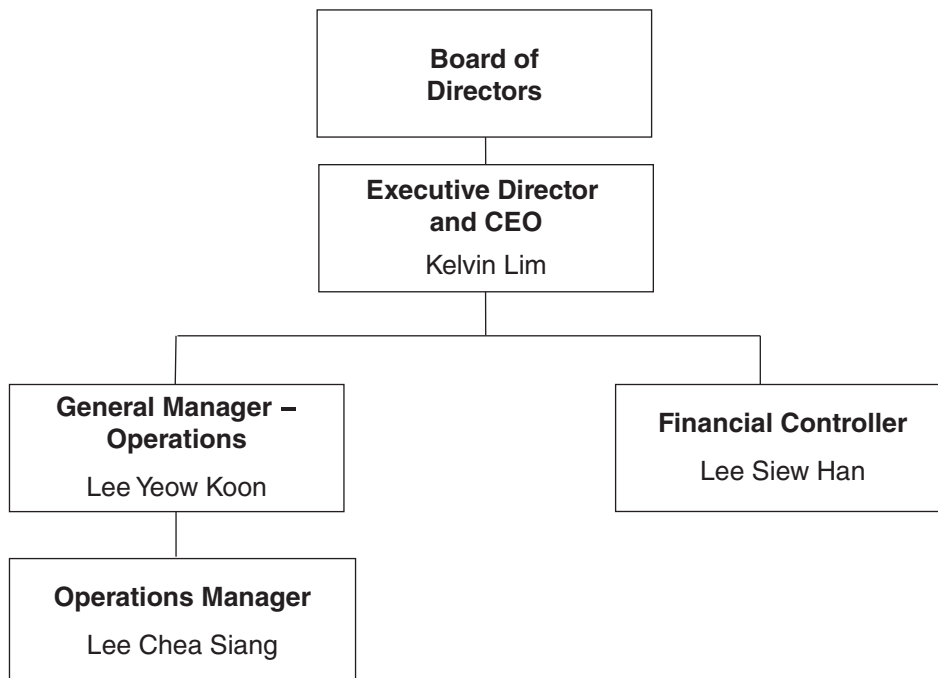 Board of
Directors
Executive Director
and CEO
Kelvin Lim
General Manager –
Operations
Lee Yeow Koon
Financial Controller
Lee Siew Han
Operations Manager
Lee Chea Siang